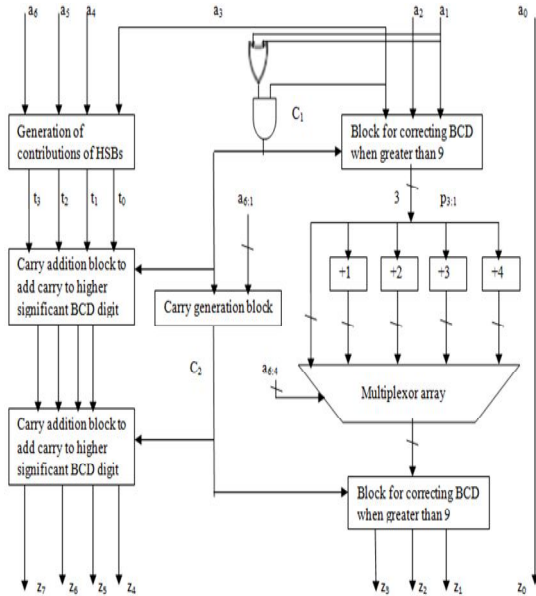 a6 a5 a4 a3 a2 a1 a0
C1
Generation of
contributions of HSBs
Block for correcting BCD
when greater than 9
t3 t2 t1 t0
a6:1
3 p3:1
Carry addition block to
add carry to higher
significant BCD digit
+1 +2 +3 +4
Carry generation block
C2
a6:4
Multiplexor array
Carry addition block to
add carry to higher
significant BCD digit
Block for correcting BCD
when greater than 9
z7 z6 z5 z4 z3 z2 z1 z0